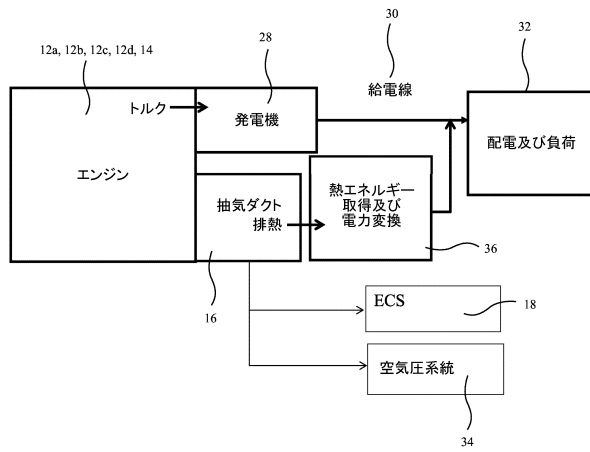 30
32
12a, 12b, 12c, 12d, 14
28
給電線
トルク
発電機
配電及び負荷
エンジン
抽気ダクト
排熱
熱エネルギー
取得及び
電力変換
36
16
ECS
18
空気圧系統
34